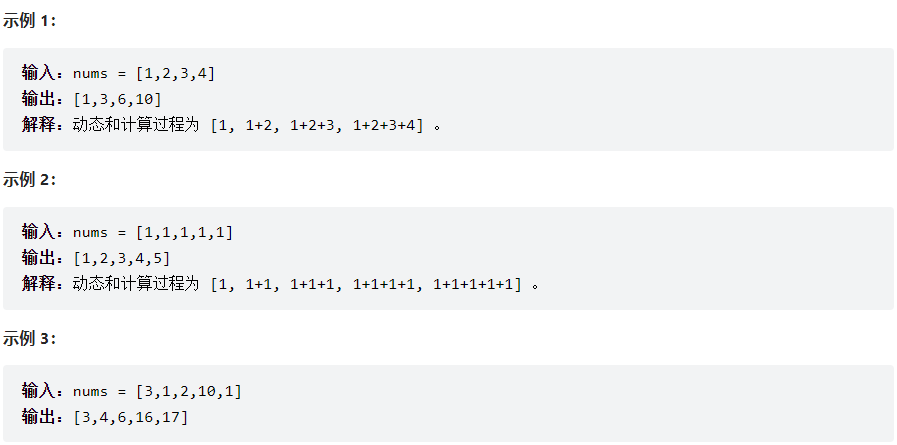 示例 1：
输入：nums = [1,2,3,4]
输出：[1,3,6,10]
解释：动态和计算过程为 [1, 1+2, 1+2+3, 1+2+3+4] 。
示例 2：
输入：nums = [1,1,1,1,1]
输出：[1,2,3,4,5]
解释：动态和计算过程为 [1, 1+1, 1+1+1, 1+1+1+1, 1+1+1+1+1] 。
示例 3：
输入：nums = [3,1,2,10,1]
输出：[3,4,6,16,17]